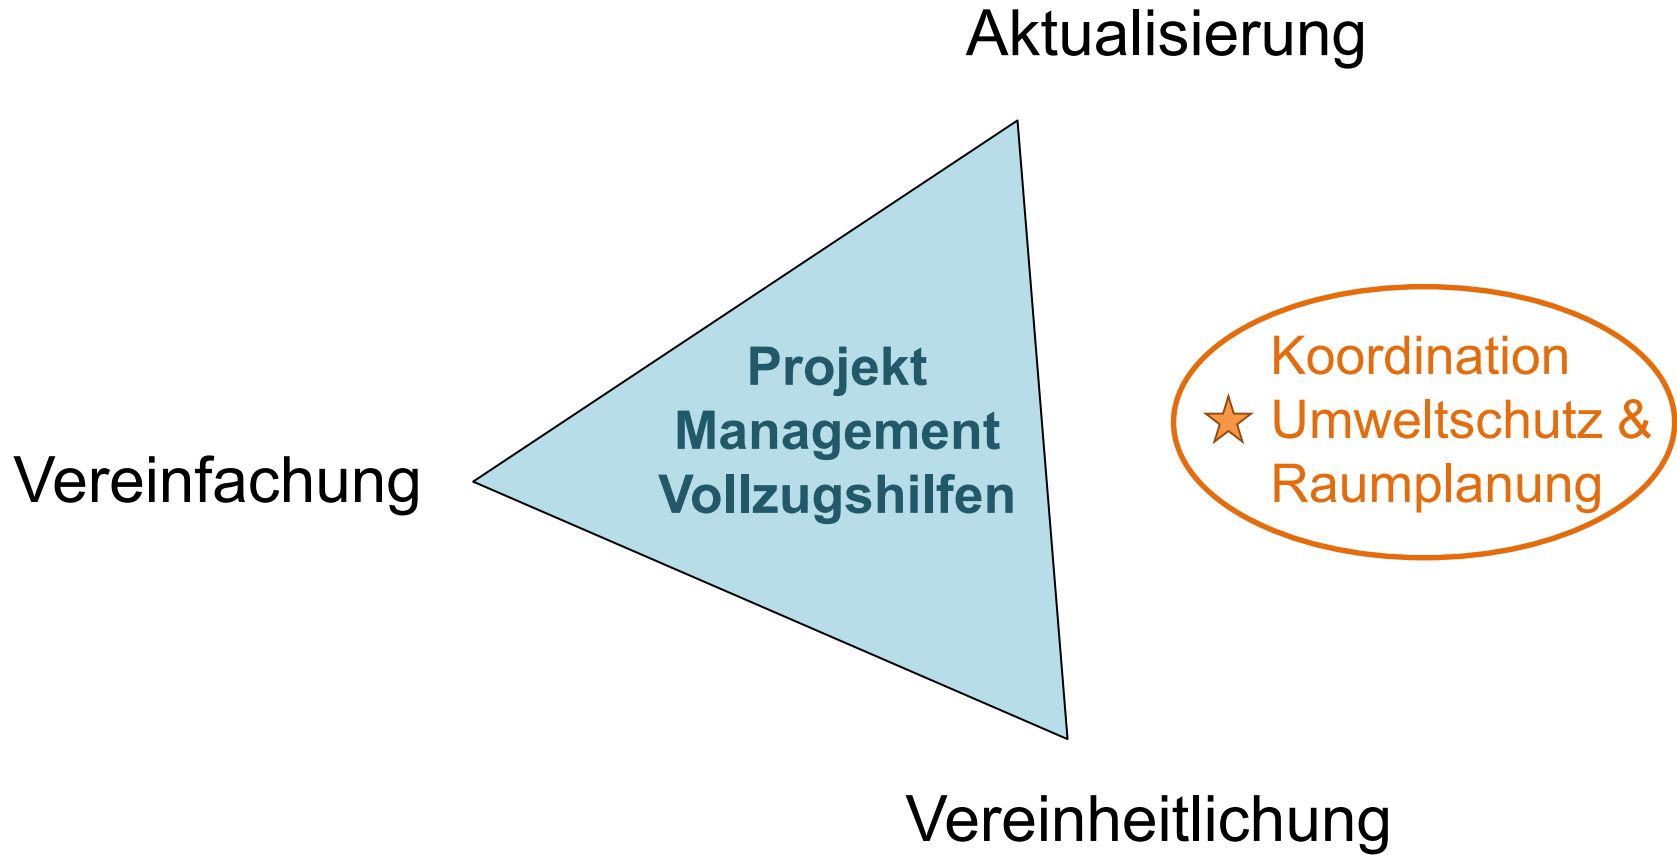 Aktualisierung
Projekt
Management
Vollzugshilfen
Vereinfachung
Koordination
Umweltschutz &
Raumplanung
Vereinheitlichung